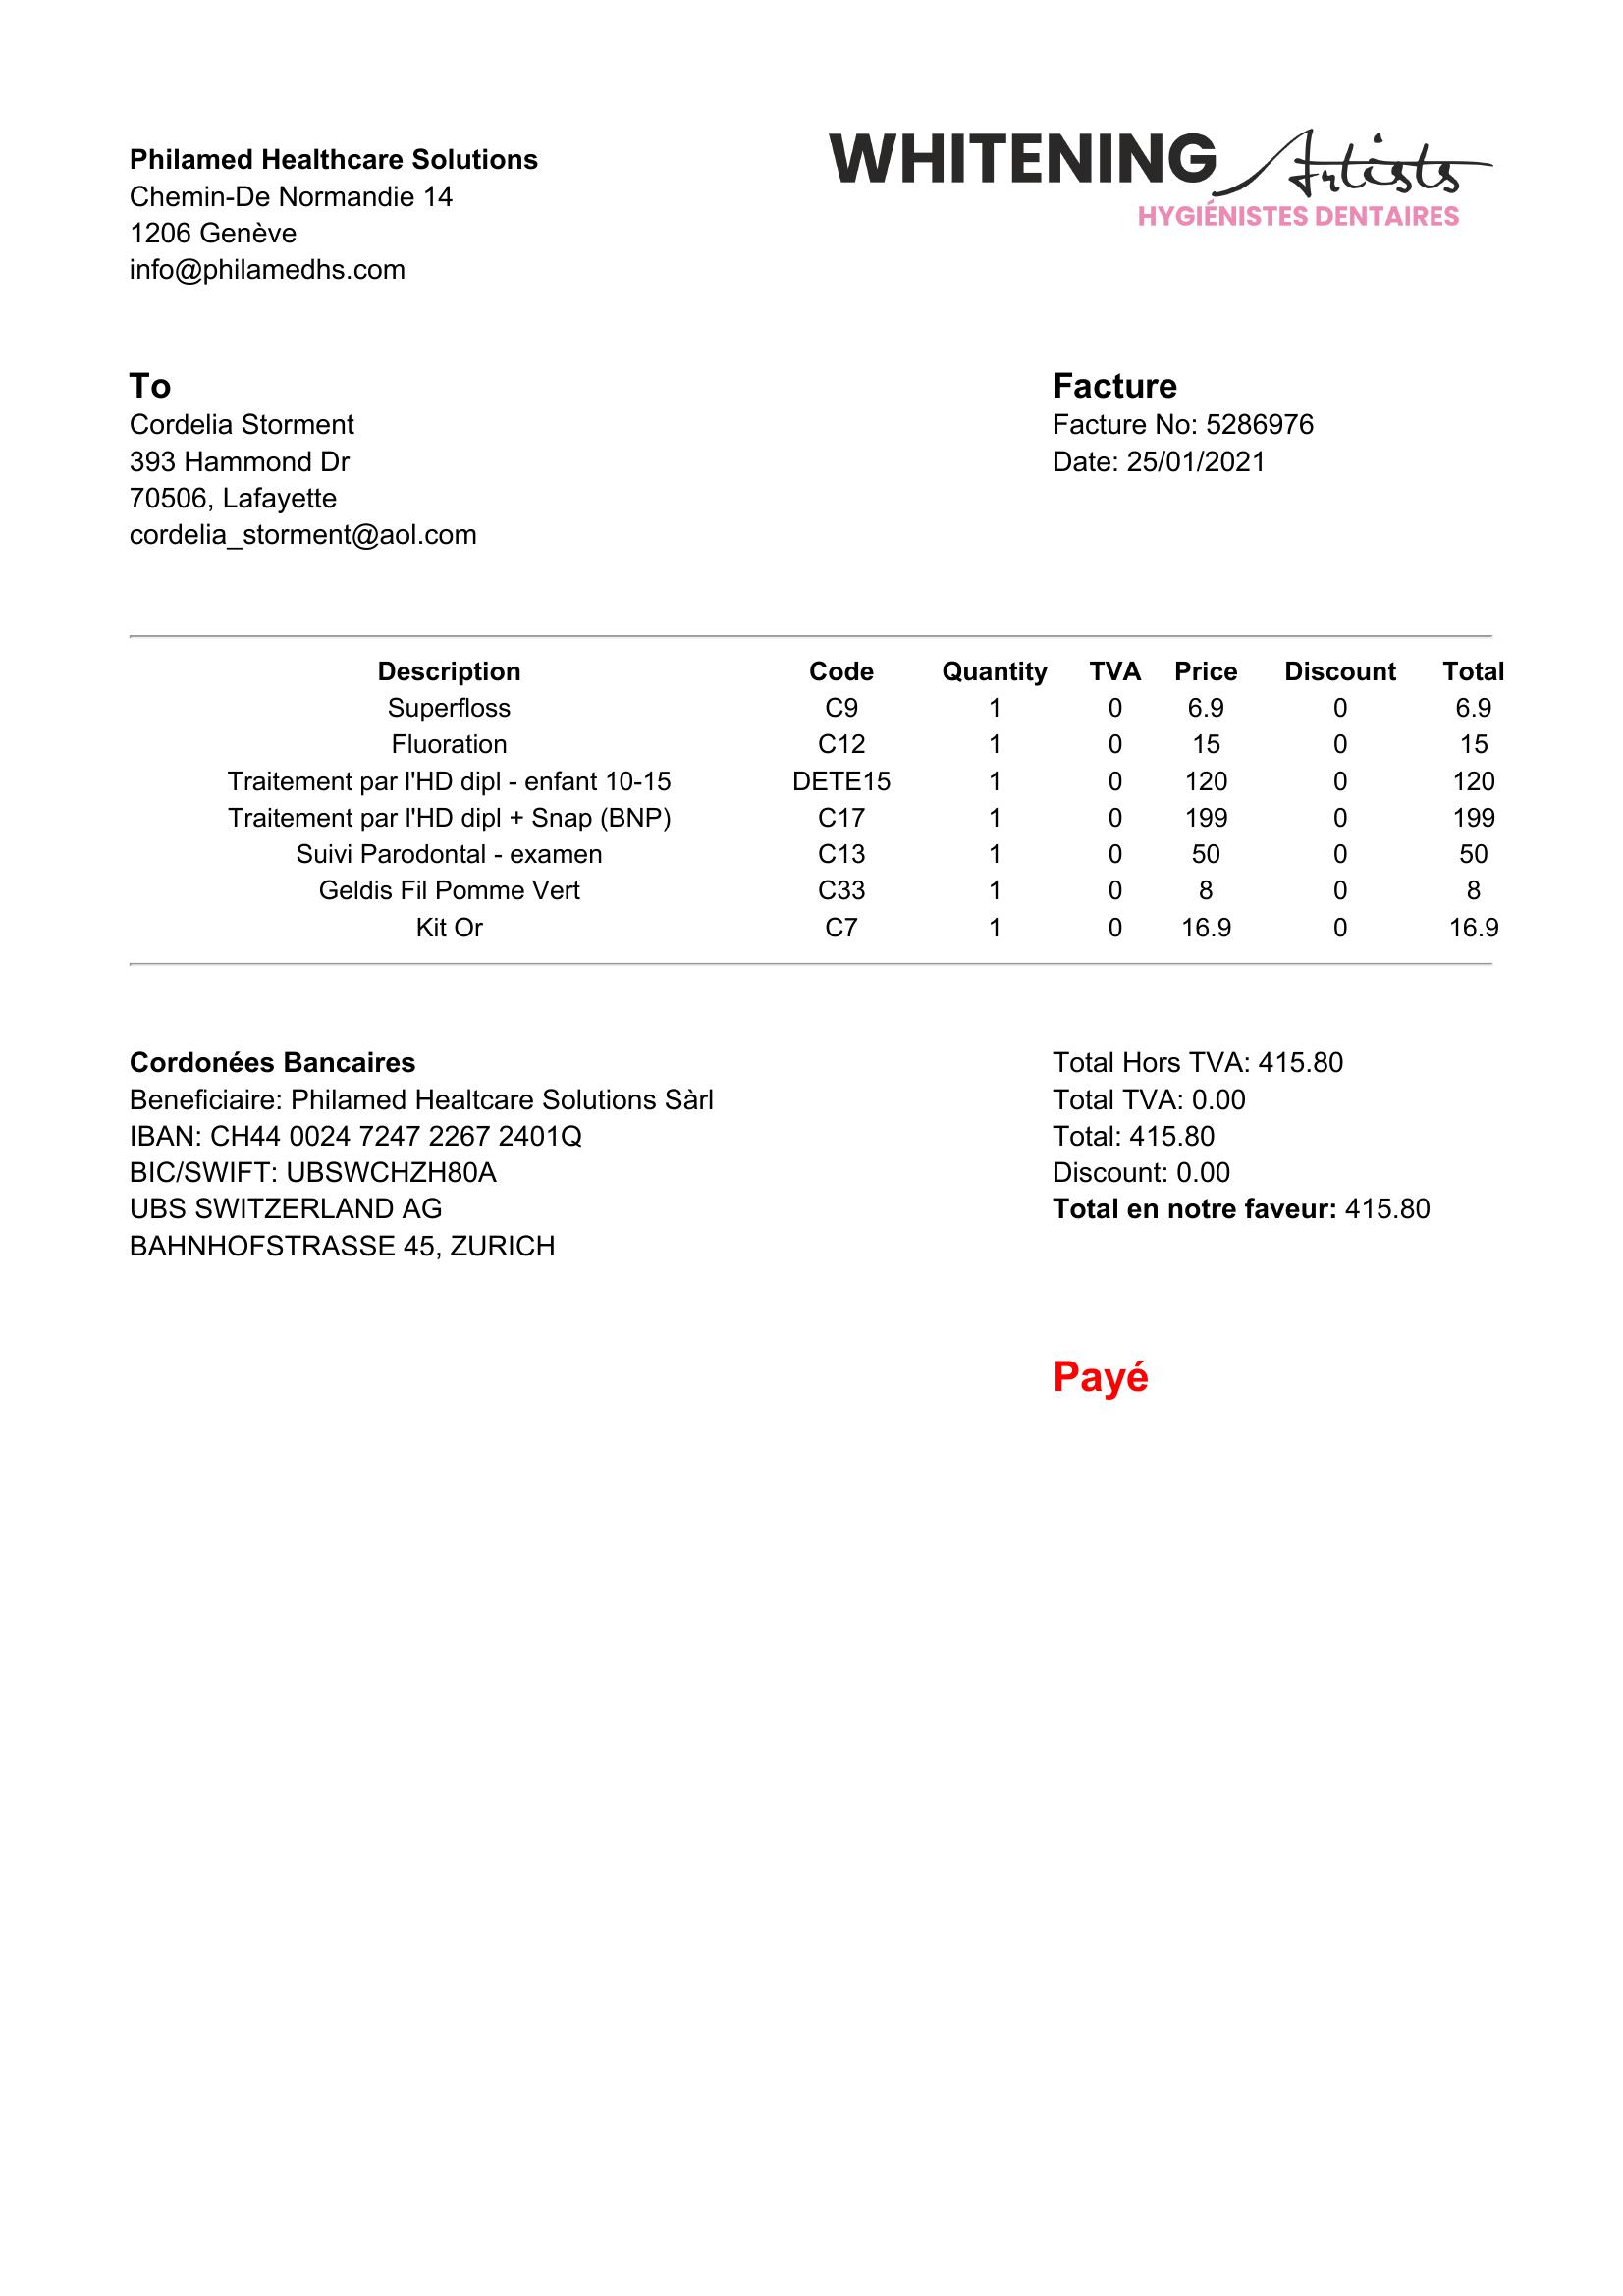 Philamed Healthcare Solutions
Chemin-De Normandie 14
1206 Genève
info@philamedhs.com
WHITENING Artists
HYGIÉNISTES DENTAIRES
To
Cordelia Storment
393 Hammond Dr
70506, Lafayette
cordelia_storment@aol.com
Facture
Facture No: 5286976
Date: 25/01/2021
Description Code Quantity TVA Price Discount Total
Superfloss C9 1 0 6.9 0 6.9
Fluoration C12 1 0 15 0 15
Traitement par l'HD dipl - enfant 10-15 DETE15 1 0 120 0 120
Traitement par l'HD dipl + Snap (BNP) C17 1 0 199 0 199
Suivi Parodontal - examen C13 1 0 50 0 50
Geldis Fil Pomme Vert C33 1 0 8 0 8
Kit Or C7 1 0 16.9 0 16.9
Cordonées Bancaires
Beneficiaire: Philamed Healtcare Solutions Sàrl
IBAN: CH44 0024 7247 2267 2401Q
BIC/SWIFT: UBSWCHZH80A
UBS SWITZERLAND AG
BAHNHOFSTRASSE 45, ZURICH
Total Hors TVA: 415.80
Total TVA: 0.00
Total: 415.80
Discount: 0.00
Total en notre faveur: 415.80
Payé